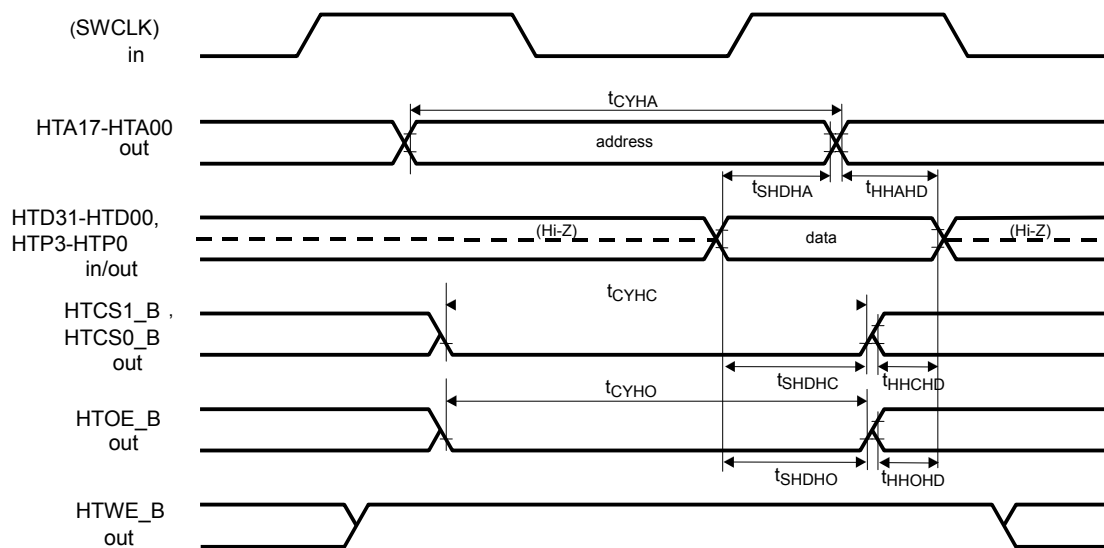 (SWCLK)
in
tCYHA
HTA17-HTA00
out
address
tSHDHA
tHHAHD
HTD31-HTD00,
HTP3-HTP0
in/out
(Hi-Z)
data
(Hi-Z)
tCYHC
HTCS1_B ,
HTCS0_B
out
tSHDHC
tHHCHD
tCYHO
HTOE_B
out
tSHDHO
tHHOHD
HTWE_B
out